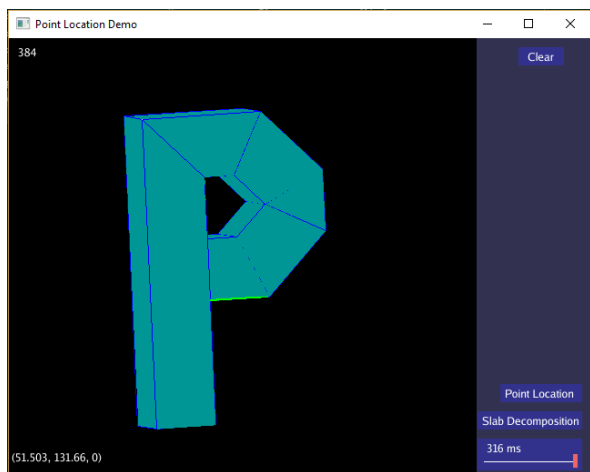 Point Location Demo
384
Clear
Point Location
Slab Decomposition
316 ms
(51.503, 131.66, 0)